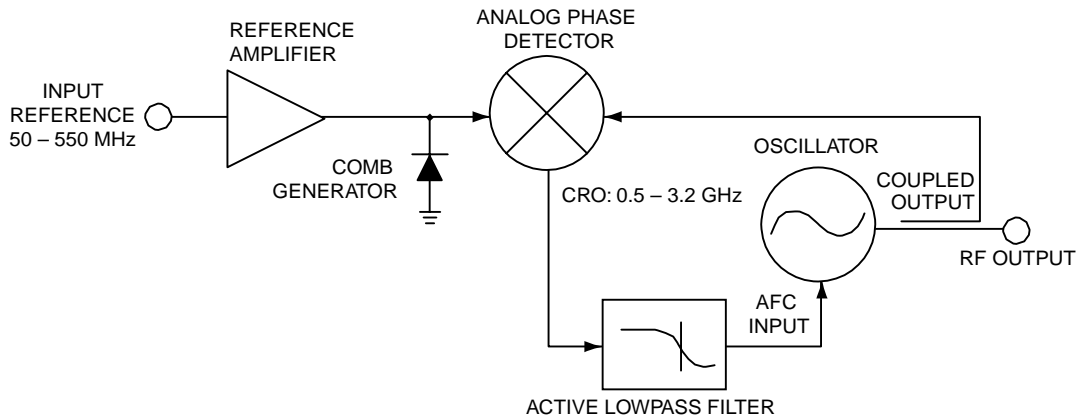 ANALOG PHASE
DETECTOR
REFERENCE
AMPLIFIER
INPUT
REFERENCE
50 – 550 MHz
COMB
GENERATOR
OSCILLATOR
COUPLED
OUTPUT
CRO: 0.5 – 3.2 GHz
RF OUTPUT
AFC
INPUT
ACTIVE LOWPASS FILTER